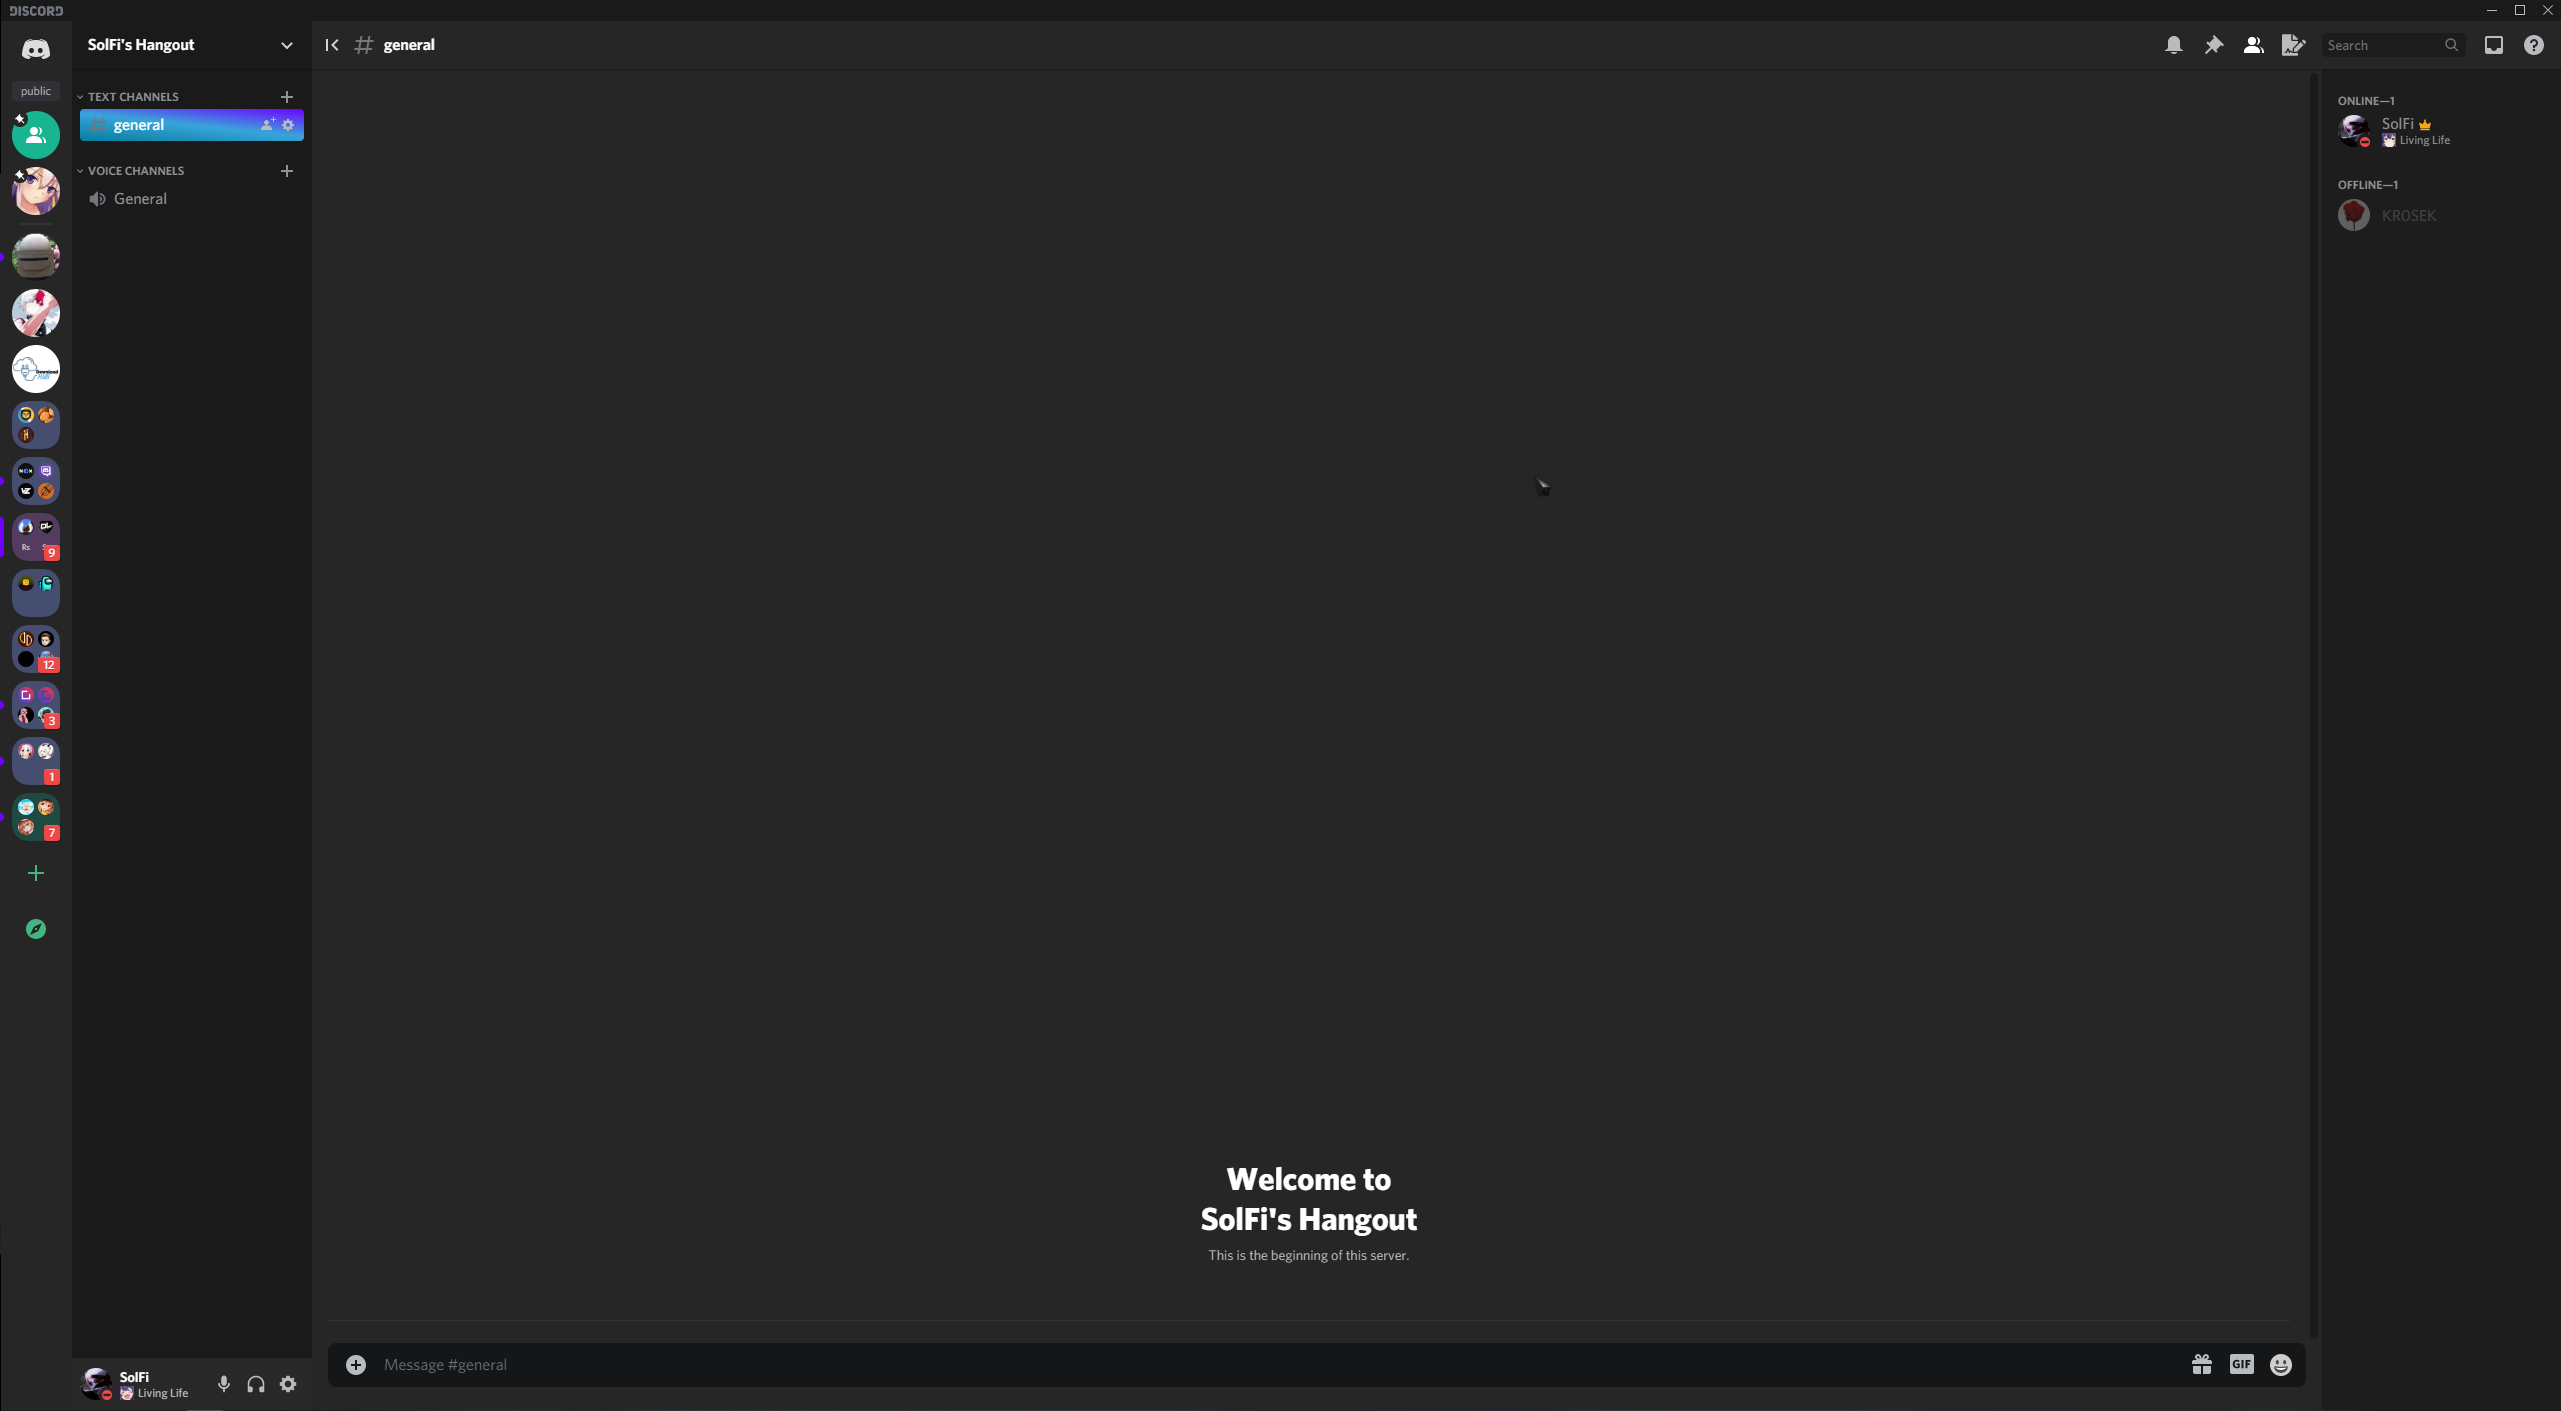 DISCORD
public
9
12
3
1
7
SolFi's Hangout
TEXT CHANNELS
general
VOICE CHANNELS
General
SolFi
Living Life
general
Search
Welcome to
SolFi's Hangout
This is the beginning of this server.
Message #general
GIF
ONLINE—1
SolFi
Living Life
OFFLINE—1
KR0SEK